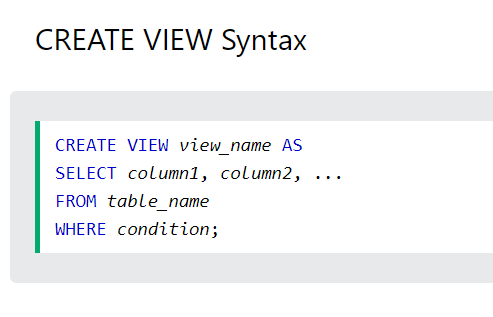 CREATE VIEW Syntax
CREATE VIEW view_name AS
SELECT column1, column2, ...
FROM table_name
WHERE condition;